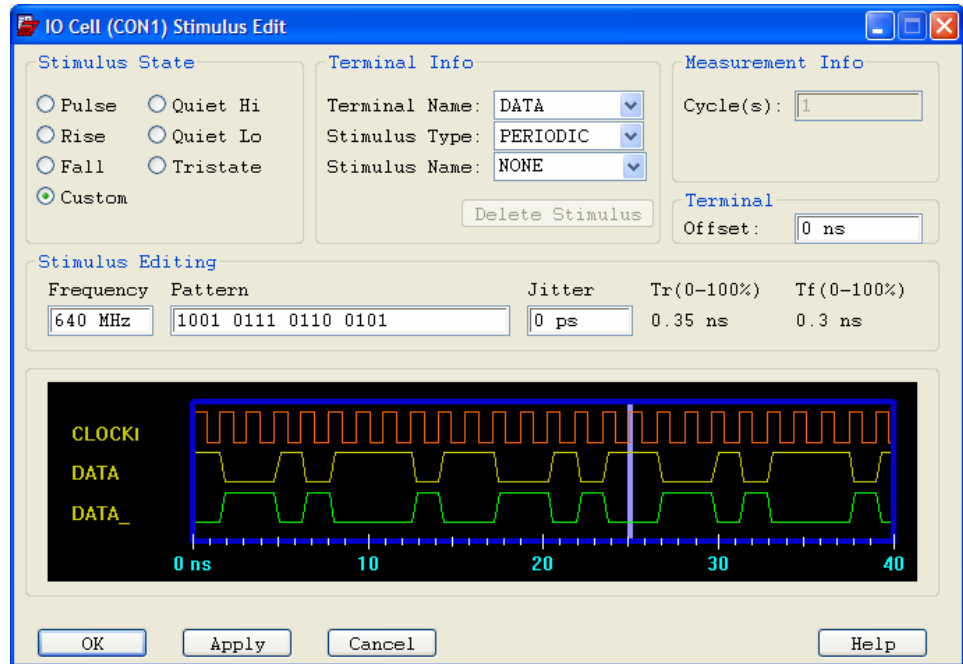 IO Cell (CON1) Stimulus Edit
Stimulus State
Pulse
Quiet Hi
Rise
Quiet Lo
Fall
Tristate
Custom
Terminal Info
Terminal Name: DATA
Stimulus Type: PERIODIC
Stimulus Name: NONE
Delete Stimulus
Measurement Info
Cycle(s): 1
Terminal
Offset: 0 ns
Stimulus Editing
Frequency Pattern Jitter Tr(0-100%) Tf(0-100%)
640 MHz 1001 0111 0110 0101 0 ps 0.35 ns 0.3 ns
CLOCKI
DATA
DATA_
0 ns 10 20 30 40
OK Apply Cancel Help